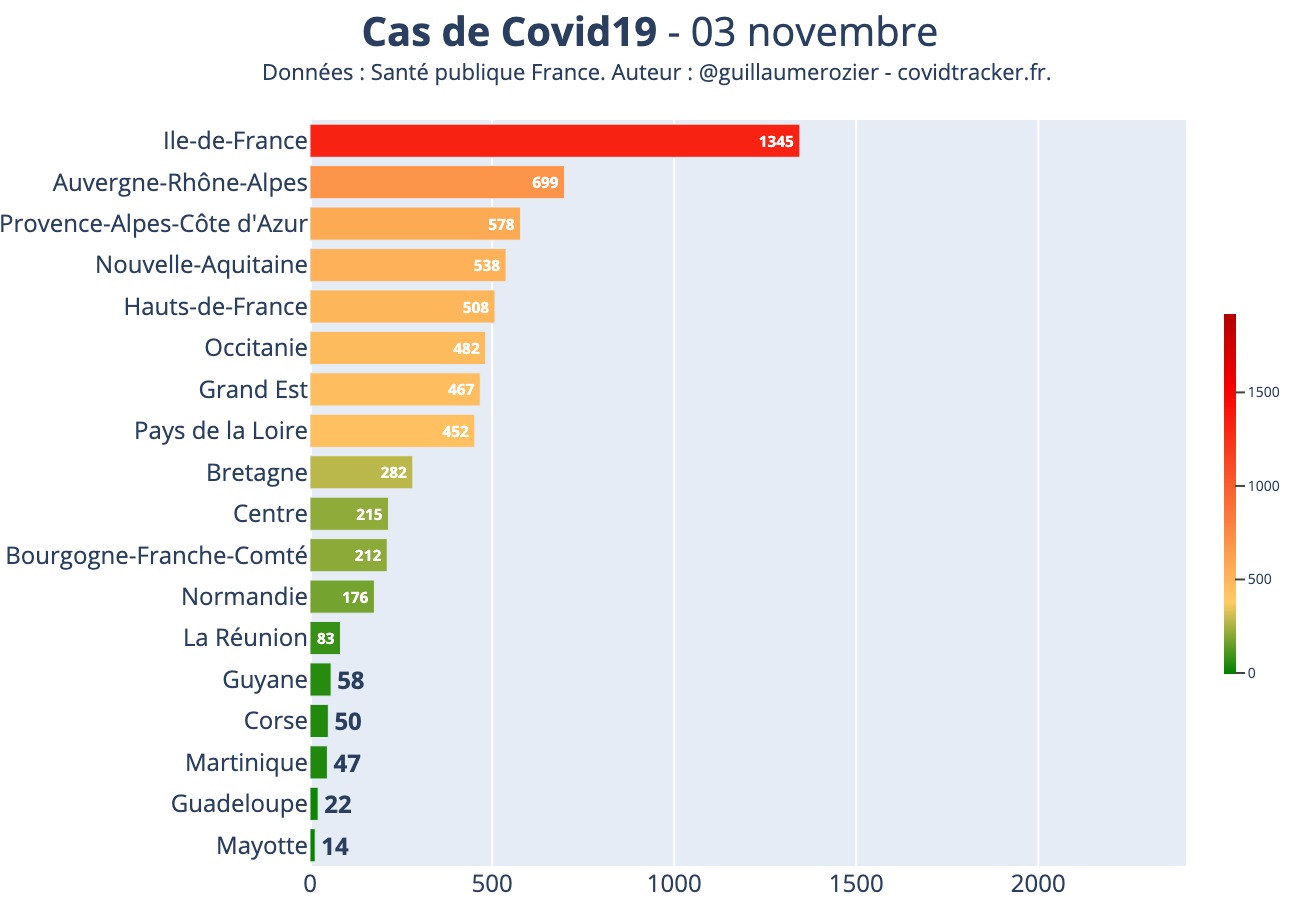 Cas de Covid19 - 03 novembre
Données : Santé publique France. Auteur : @guillaumerozier - covidtracker.fr.
Ile-de-France 1345
Auvergne-Rhône-Alpes 699
Provence-Alpes-Côte d'Azur 578
Nouvelle-Aquitaine 538
Hauts-de-France 508
Occitanie 482
Grand Est 467
Pays de la Loire 452
Bretagne 282
Centre 215
Bourgogne-Franche-Comté 212
Normandie 176
La Réunion 83
Guyane 58
Corse 50
Martinique 47
Guadeloupe 22
Mayotte 14
0 500 1000 1500 2000
1500
1000
500
0